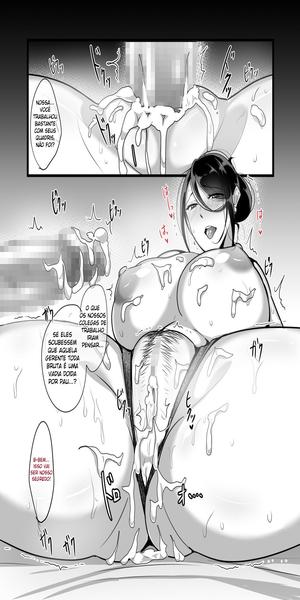 NOSSA...
VOCÊ
TRABALHOU
BASTANTE
COM SEUS
QUADRIS,
NÃO FOI?
O QUE
OS NOSSOS
COLEGAS DE
TRABALHO
IRIAM
PENSAR...
SE ELES
SOUBESSEM
QUE AQUELA
GERENTE TODA
BRUTA É UMA
VADIA DOIDA
POR PAU...
B-BEM...
ISSO VAI
SER NOSSO
SEGREDO!